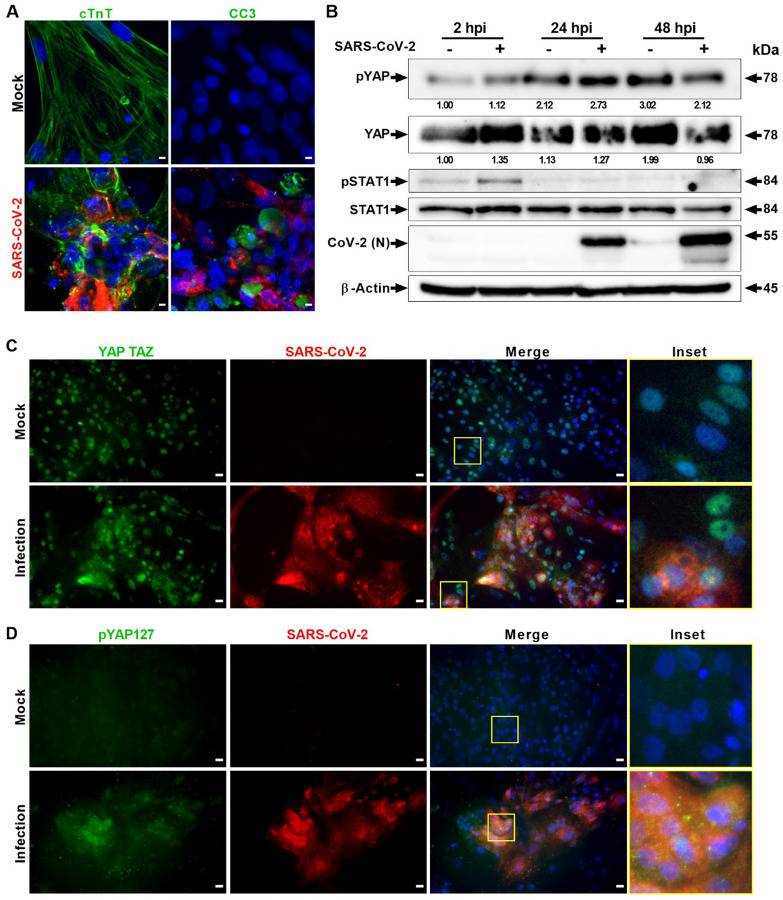 A
cTnT
CC3
Mock
SARS-CoV-2
B
2 hpi
24 hpi
48 hpi
SARS-CoV-2
- + - + - +
kDa
pYAP
78
1.00 1.12 2.12 2.73 3.02 2.12
YAP
78
1.00 1.35 1.13 1.27 1.99 0.96
pSTAT1
84
STAT1
84
CoV-2 (N)
55
β-Actin
45
C
YAP TAZ
SARS-CoV-2
Merge
Inset
Mock
Infection
D
pYAP127
SARS-CoV-2
Merge
Inset
Mock
Infection